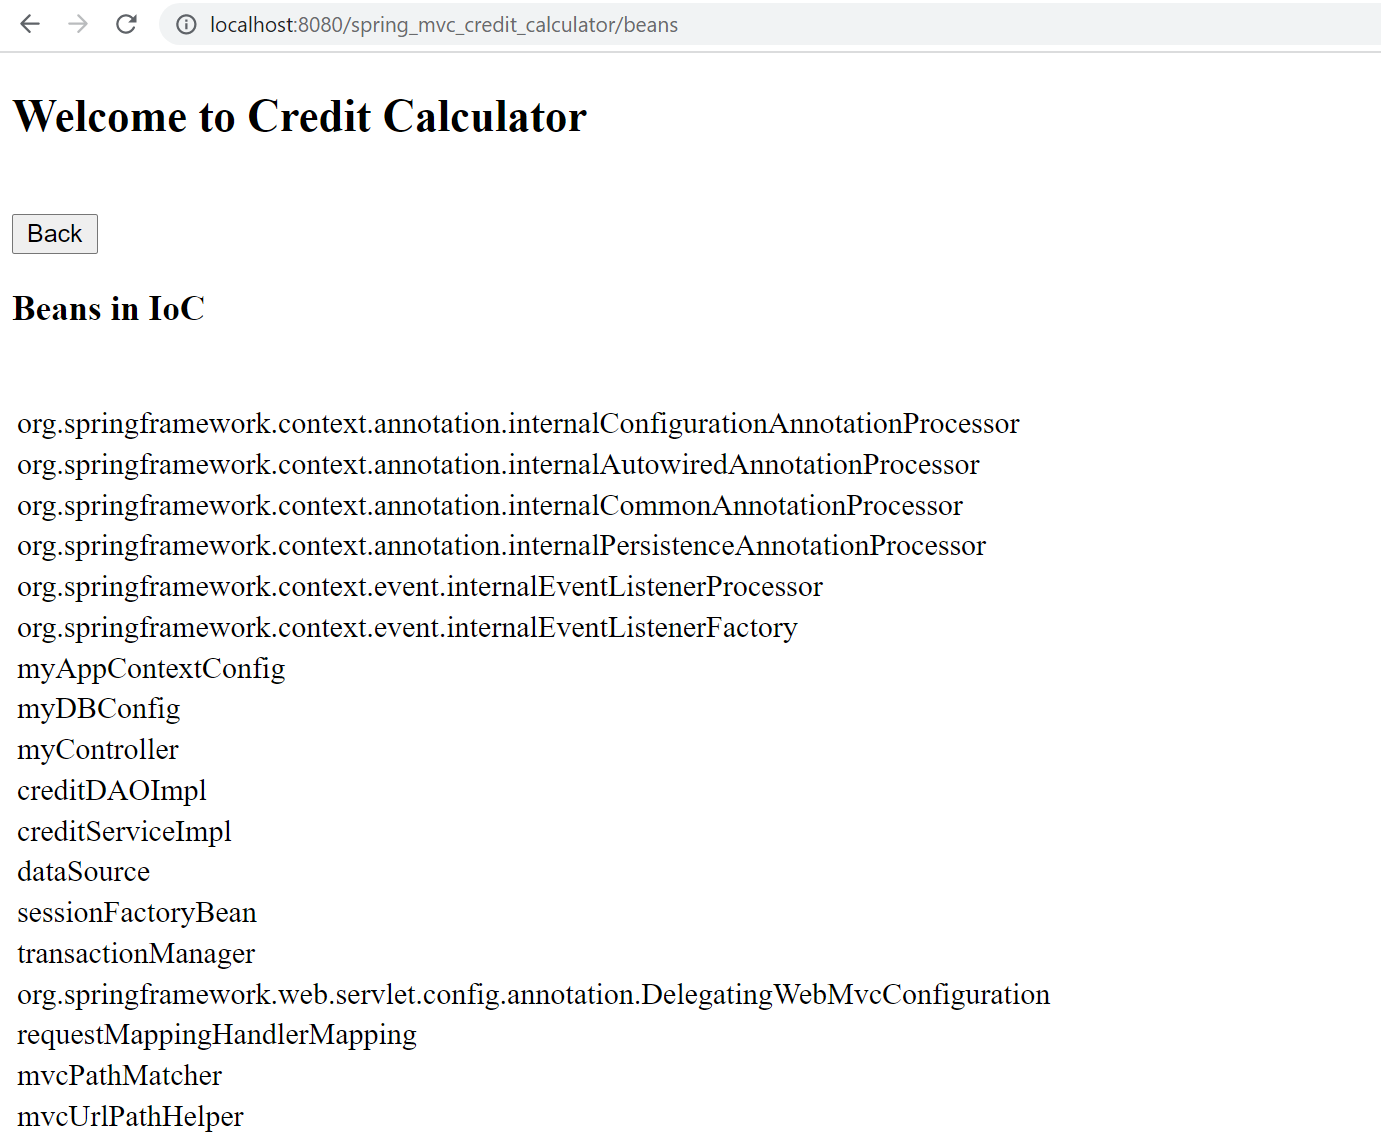 localhost:8080/spring_mvc_credit_calculator/beans
Welcome to Credit Calculator
Back
Beans in IoC
org.springframework.context.annotation.internalConfigurationAnnotationProcessor
org.springframework.context.annotation.internalAutowiredAnnotationProcessor
org.springframework.context.annotation.internalCommonAnnotationProcessor
org.springframework.context.annotation.internalPersistenceAnnotationProcessor
org.springframework.context.event.internalEventListenerProcessor
org.springframework.context.event.internalEventListenerFactory
myAppContextConfig
myDBConfig
myController
creditDAOImpl
creditServiceImpl
dataSource
sessionFactoryBean
transactionManager
org.springframework.web.servlet.config.annotation.DelegatingWebMvcConfiguration
requestMappingHandlerMapping
mvcPathMatcher
mvcUrlPathHelper